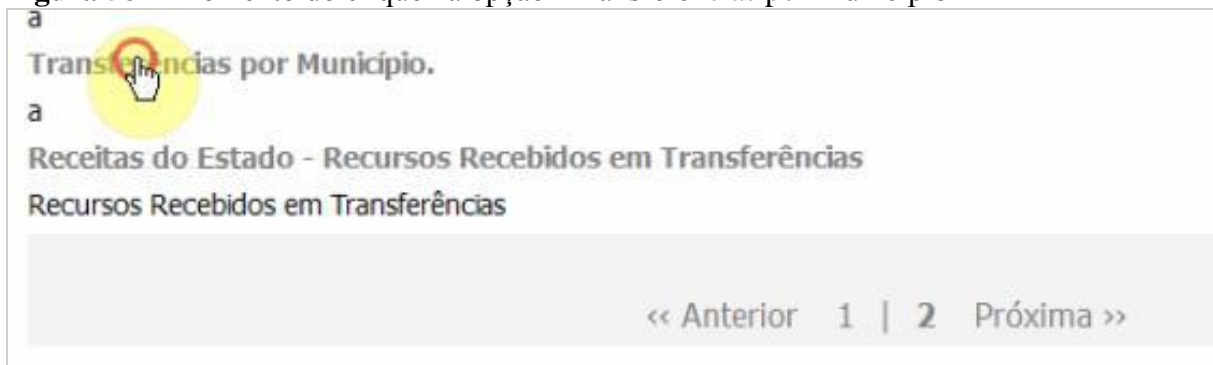 a
Transferências por Município.
a
Receitas do Estado - Recursos Recebidos em Transferências
Recursos Recebidos em Transferências
‹‹ Anterior 1 | 2 Próxima ››